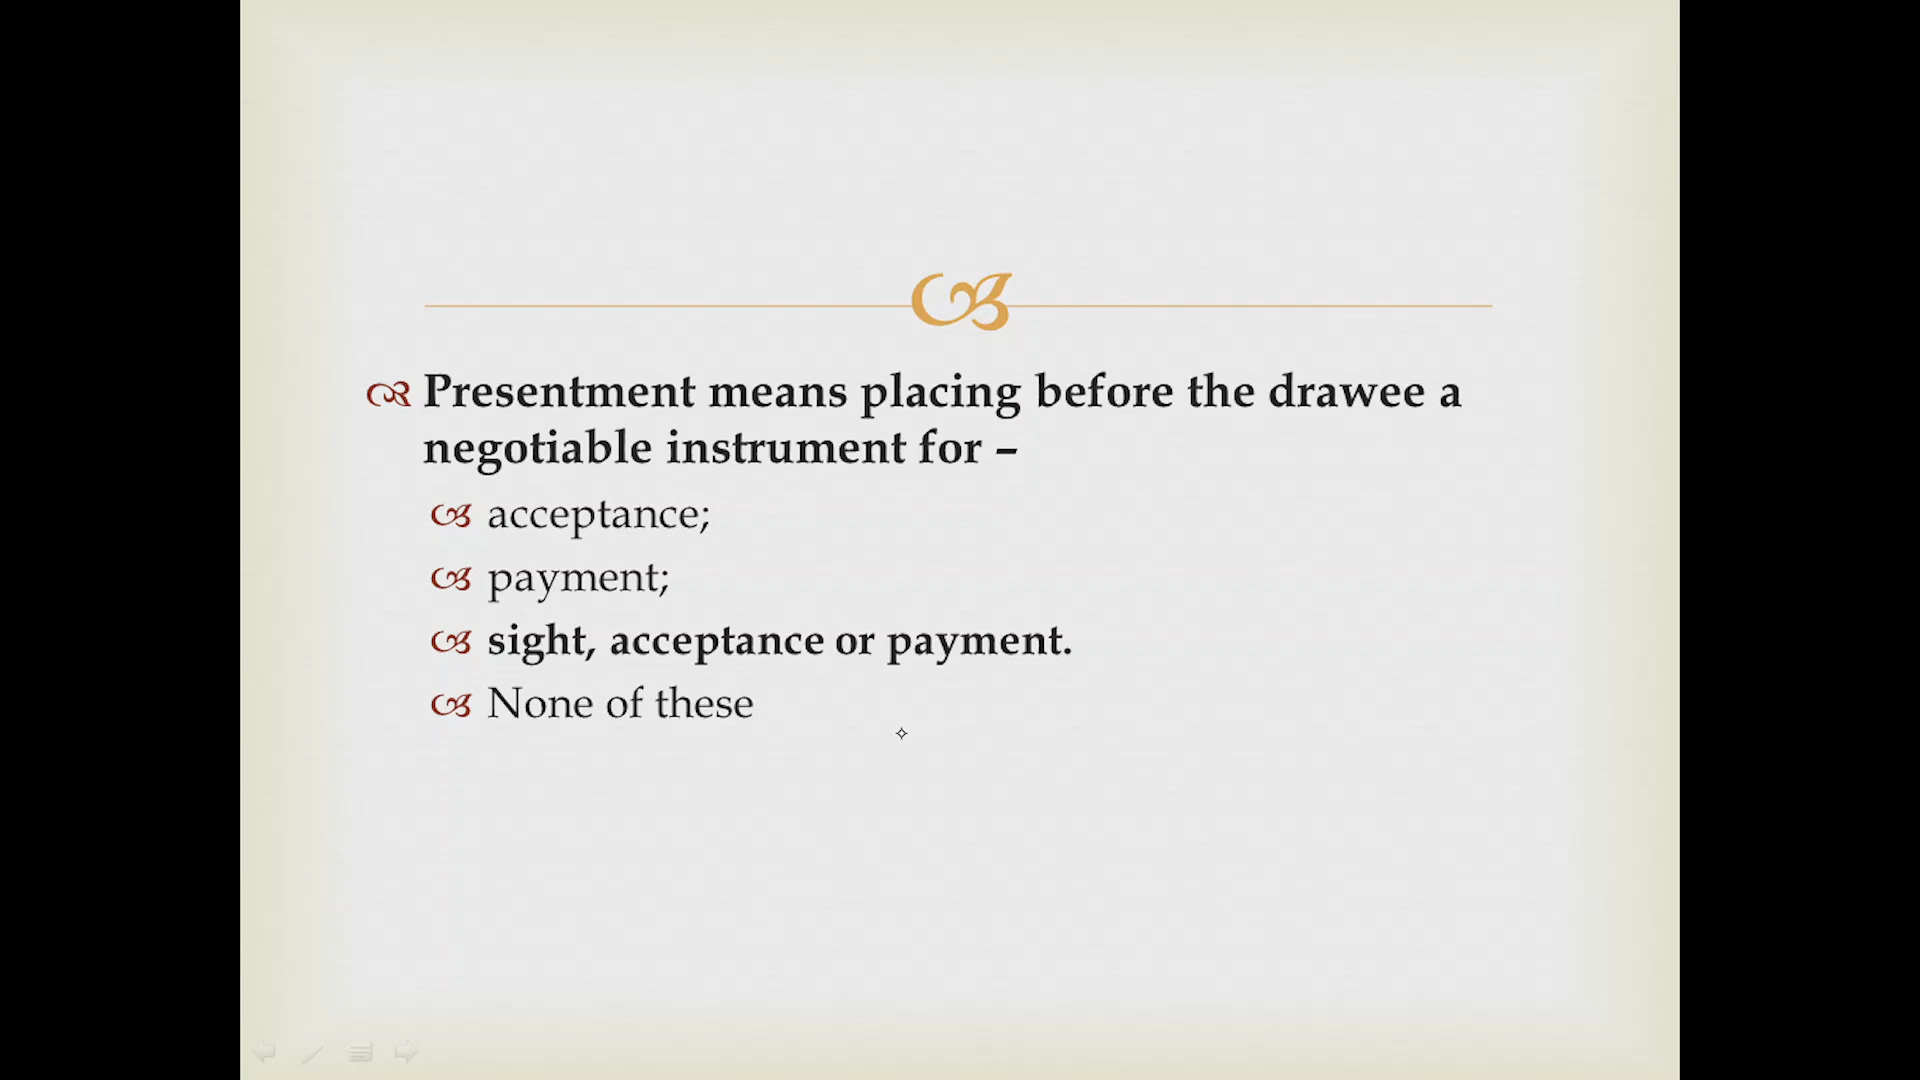 Presentment means placing before the drawee a
negotiable instrument for –
acceptance;
payment;
sight, acceptance or payment.
None of these